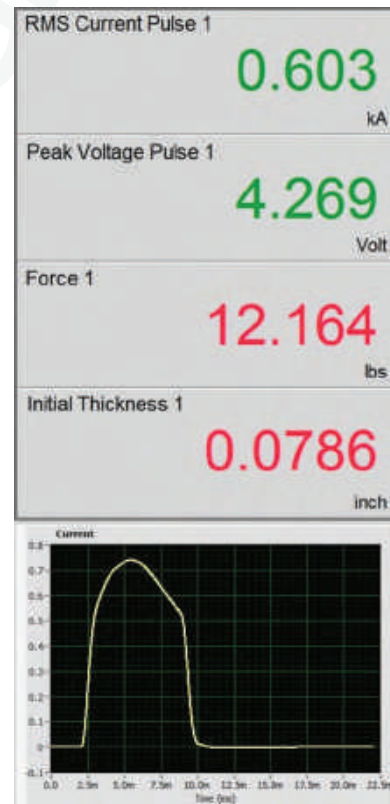 RMS Current Pulse 1
0.603
kA
Peak Voltage Pulse 1
4.269
Volt
Force 1
12.164
lbs
Initial Thickness 1
0.0786
inch
Current
0.8
0.7
0.6
0.5
0.4
0.3
0.2
0.1
0
-0.1
0.0 2.5m 5.0m 7.5m 10.0m 12.5m 15.0m 17.5m 20.0m 22.5m
Time (ms)